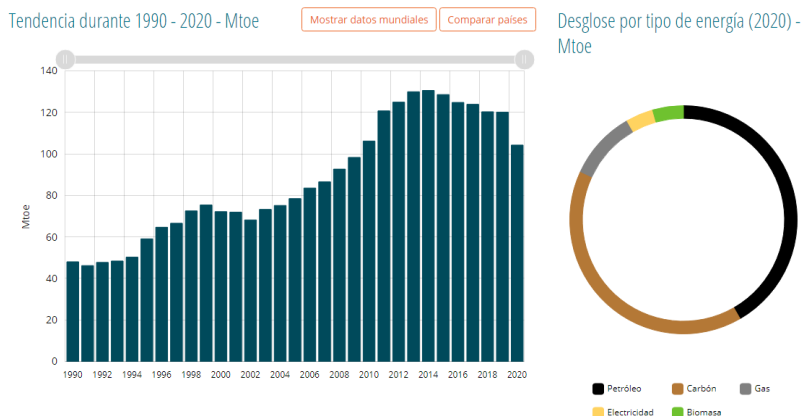 Tendencia durante 1990 - 2020 - Mtoe
Mostrar datos mundiales
Comparar países
140
120
100
80
60
40
20
0
Mtoe
1990 1992 1994 1996 1998 2000 2002 2004 2006 2008 2010 2012 2014 2016 2018 2020
Desglose por tipo de energía (2020) -
Mtoe
Petróleo Carbón Gas
Electricidad Biomasa